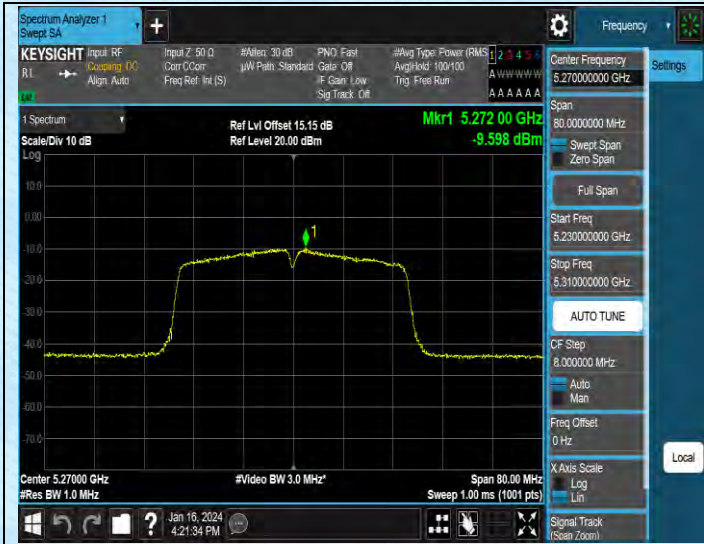 Spectrum Analyzer 1
Swept SA
+
Frequency
KEYSIGHT
R L
Input: RF
Coupling: DC
Align: Auto
Input Z: 50 Ω
Corr CCorr
Freq Ref: Int (S)
#Atten: 30 dB
µW Path: Standard
PNO: Fast
Gate: Off
IF Gain: Low
Sig Track: Off
#Avg Type: Power (RMS
Avg|Hold: 100/100
Trig: Free Run
1 2 3 4 5 6
A W W W W W
A A A A A A
1 Spectrum
Scale/Div 10 dB
Log
Ref Lvl Offset 15.15 dB
Ref Level 20.00 dBm
Mkr1 5.272 00 GHz
-9.598 dBm
10.0
0.00
-10.0
-20.0
-30.0
-40.0
-50.0
-60.0
-70.0
1
Center 5.27000 GHz
#Res BW 1.0 MHz
#Video BW 3.0 MHz*
Span 80.00 MHz
Sweep 1.00 ms (1001 pts)
?
Jan 16, 2024
4:21:34 PM
Center Frequency
5.270000000 GHz
Settings
Span
80.0000000 MHz
Swept Span
Zero Span
Full Span
Start Freq
5.230000000 GHz
Stop Freq
5.310000000 GHz
AUTO TUNE
CF Step
8.000000 MHz
Auto
Man
Freq Offset
0 Hz
Local
X Axis Scale
Log
Lin
Signal Track
(Span Zoom)